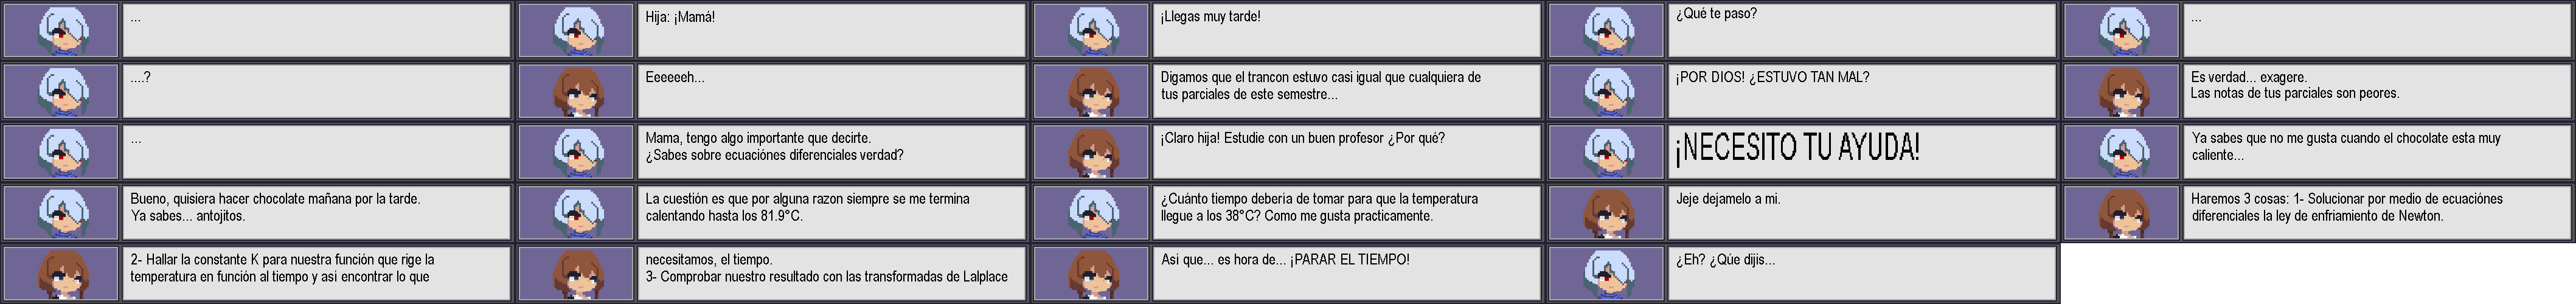 ...
Hija: ¡Mamá!
¡Llegas muy tarde!
¿Qué te paso?
...
....?
Eeeeeeh...
Digamos que el trancon estuvo casi igual que cualquiera de
tus parciales de este semestre...
¡POR DIOS! ¿ESTUVO TAN MAL?
Es verdad... exagere.
Las notas de tus parciales son peores.
...
Mama, tengo algo importante que decirte.
¿Sabes sobre ecuaciónes diferenciales verdad?
¡Claro hija! Estudie con un buen profesor ¿Por qué?
¡NECESITO TU AYUDA!
Ya sabes que no me gusta cuando el chocolate esta muy
caliente...
Bueno, quisiera hacer chocolate mañana por la tarde.
Ya sabes... antojitos.
La cuestión es que por alguna razon siempre se me termina
calentando hasta los 81.9°C.
¿Cuánto tiempo deberia de tomar para que la temperatura
llegue a los 38°C? Como me gusta practicamente.
Jeje dejamelo a mi.
Haremos 3 cosas: 1- Solucionar por medio de ecuaciónes
diferenciales la ley de enfriamiento de Newton.
2- Hallar la constante K para nuestra función que rige la
temperatura en función al tiempo y asi encontrar lo que
necesitamos, el tiempo.
3- Comprobar nuestro resultado con las transformadas de Lalplace
Asi que... es hora de... ¡PARAR EL TIEMPO!
¿Eh? ¿Qúe dijis...